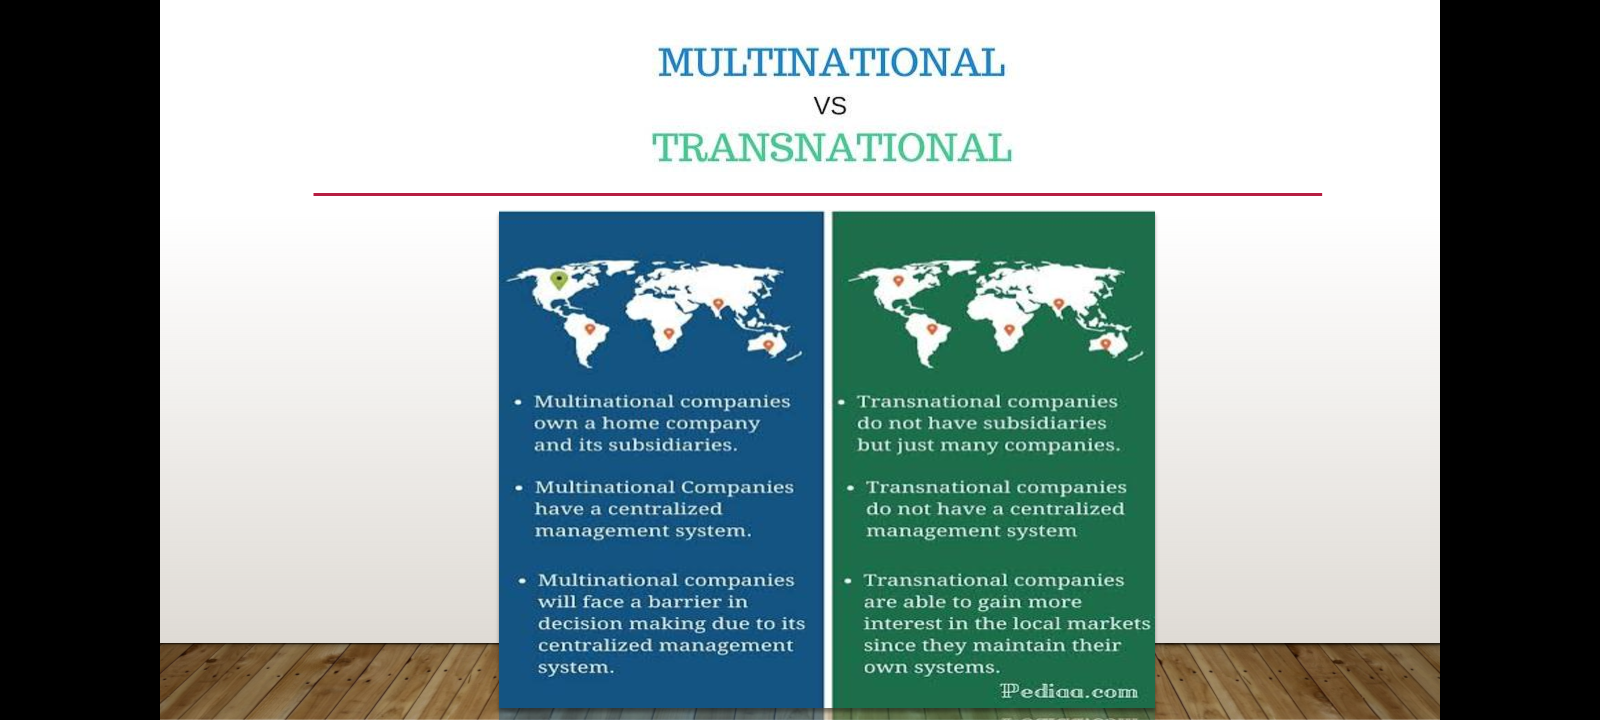 MULTINATIONAL
VS
TRANSNATIONAL
• Multinational companies
own a home company
and its subsidiaries.
• Multinational Companies
have a centralized
management system.
• Multinational companies
will face a barrier in
decision making due to its
centralized management
system.
• Transnational companies
do not have subsidiaries
but just many companies.
• Transnational companies
do not have a centralized
management system
• Transnational companies
are able to gain more
interest in the local markets
since they maintain their
own systems.
Pediaa.com